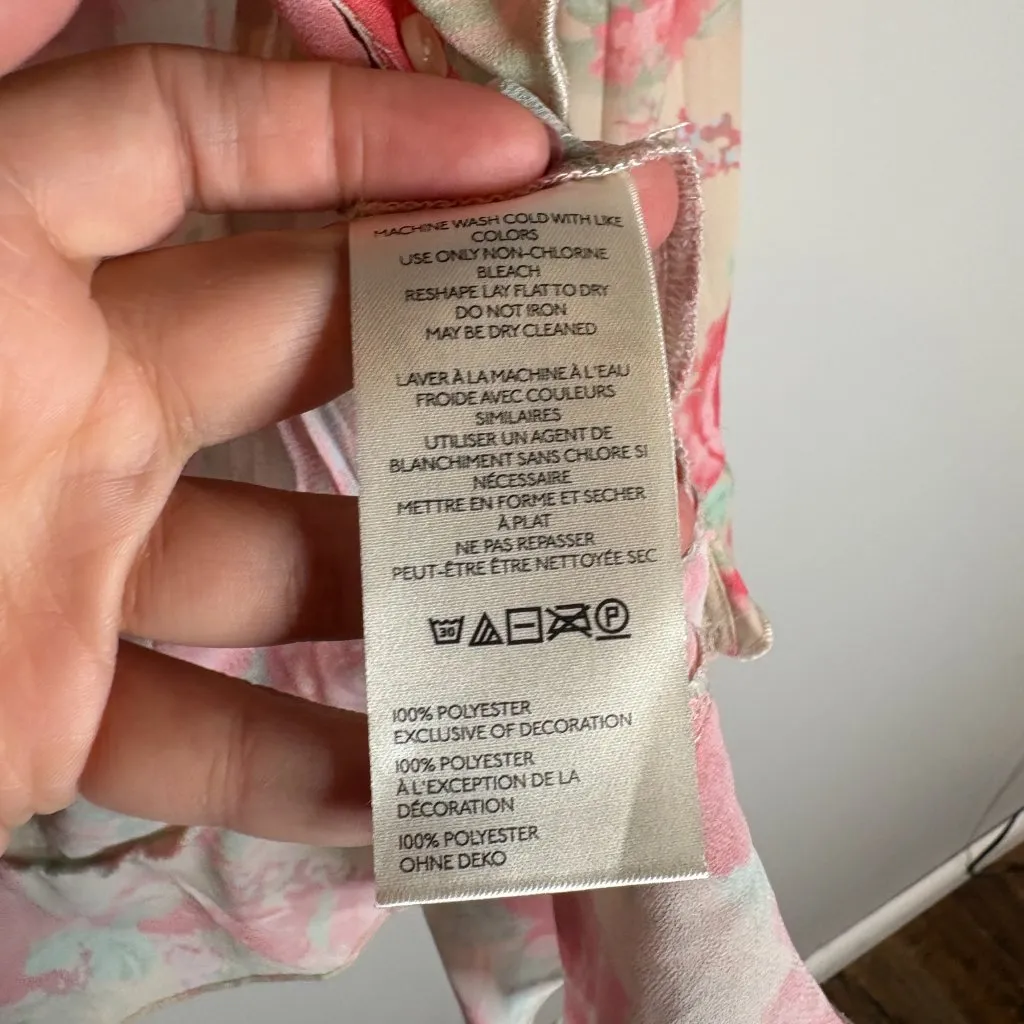 MACHINE WASH COLD WITH LIKE
COLORS
USE ONLY NON-CHLORINE
BLEACH
RESHAPE LAY FLAT TO DRY
DO NOT IRON
MAY BE DRY CLEANED
LAVER À LA MACHINE À L'EAU
FROIDE AVEC COULEURS
SIMILAIRES
UTILISER UN AGENT DE
BLANCHIMENT SANS CHLORE SI
NÉCESSAIRE
METTRE EN FORME ET SECHER
À PLAT
NE PAS REPASSER
PEUT-ÊTRE ÊTRE NETTOYÉE SEC
30 P
100% POLYESTER
EXCLUSIVE OF DECORATION
100% POLYESTER
À L'EXCEPTION DE LA
DÉCORATION
100% POLYESTER
OHNE DEKO